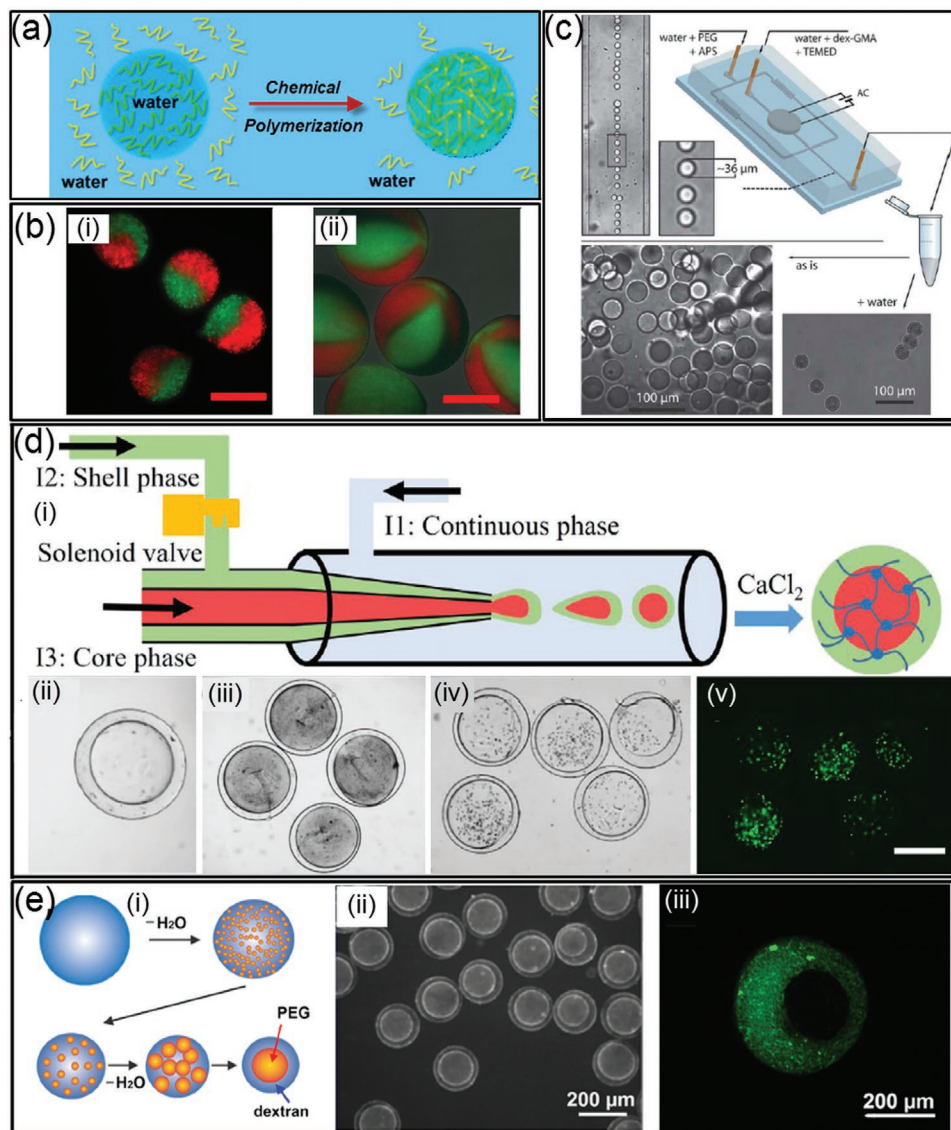 (a)
water
Chemical
Polymerization
water
water
(b)
(i)
(ii)
(c)
water + PEG
+ APS
water + dex-GMA
+ TEMED
AC
~36 µm
as is
+ water
100 µm
100 µm
(d)
I2: Shell phase
(i)
I1: Continuous phase
Solenoid valve
CaCl2
I3: Core phase
(ii)
(iii)
(iv)
(v)
(e)
(i)
−H2O
PEG
−H2O
dextran
(ii)
200 µm
(iii)
200 µm